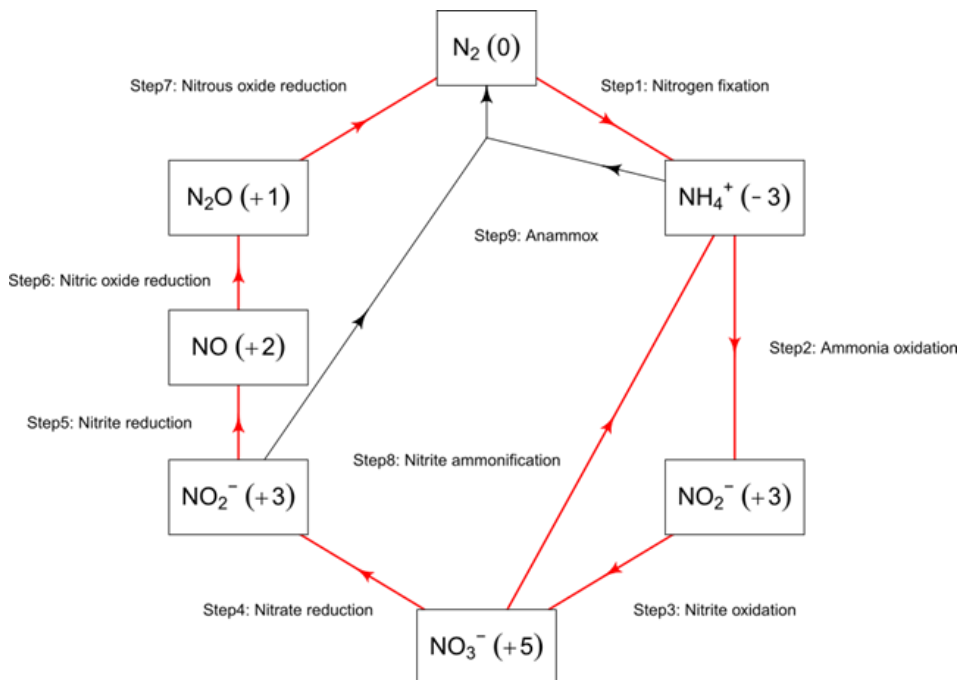 N₂ (0)
Step7: Nitrous oxide reduction
Step1: Nitrogen fixation
N₂O (+1)
NH₄⁺ (-3)
Step9: Anammox
Step6: Nitric oxide reduction
NO (+2)
Step2: Ammonia oxidation
Step5: Nitrite reduction
Step8: Nitrite ammonification
NO₂⁻ (+3)
NO₂⁻ (+3)
Step4: Nitrate reduction
Step3: Nitrite oxidation
NO₃⁻ (+5)